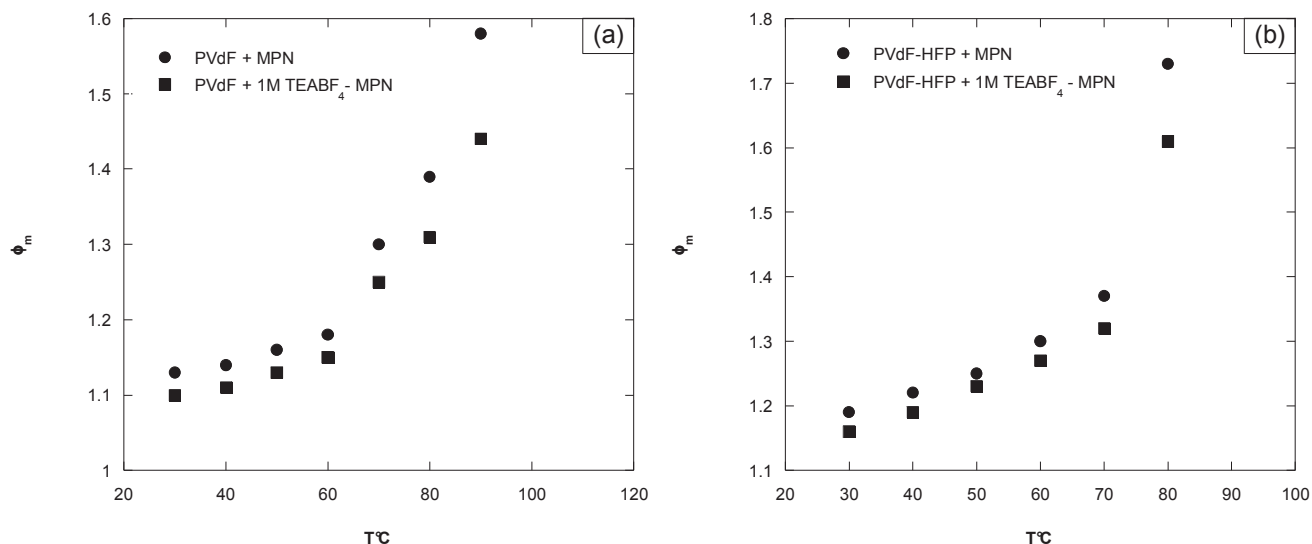 (a)
PVdF + MPN
PVdF + 1M TEABF4- MPN
1.6
1.5
1.4
1.3
1.2
1.1
1
ϕm
20 40 60 80 100 120
T°C
(b)
PVdF-HFP + MPN
PVdF-HFP + 1M TEABF4 - MPN
1.8
1.7
1.6
1.5
1.4
1.3
1.2
1.1
ϕm
20 30 40 50 60 70 80 90 100
T°C